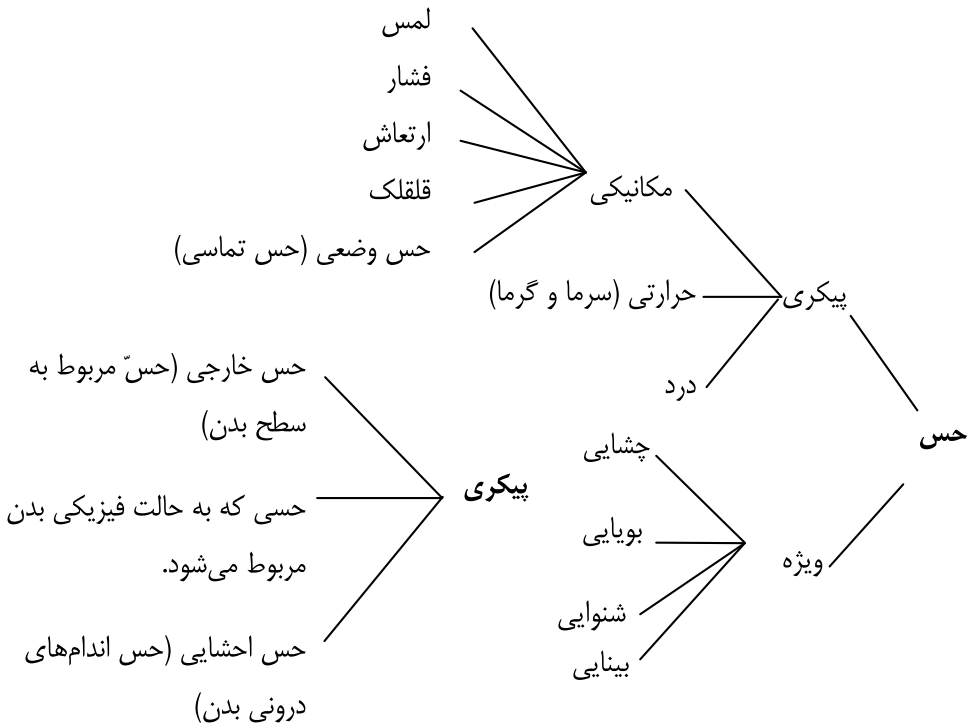 لمس
فشار
ارتعاش
قلقلک
حس وضعی (حس تماسی)
مکانیکی
حرارتی (سرما و گرما)
درد
پیکری
حس
چشایی
بویایی
شنوایی
بینایی
ویژه
پیکری
حس خارجی (حسّ مربوط به
سطح بدن)
حسی که به حالت فیزیکی بدن
مربوط می‌شود.
حس احشایی (حس اندام‌های
درونی بدن)